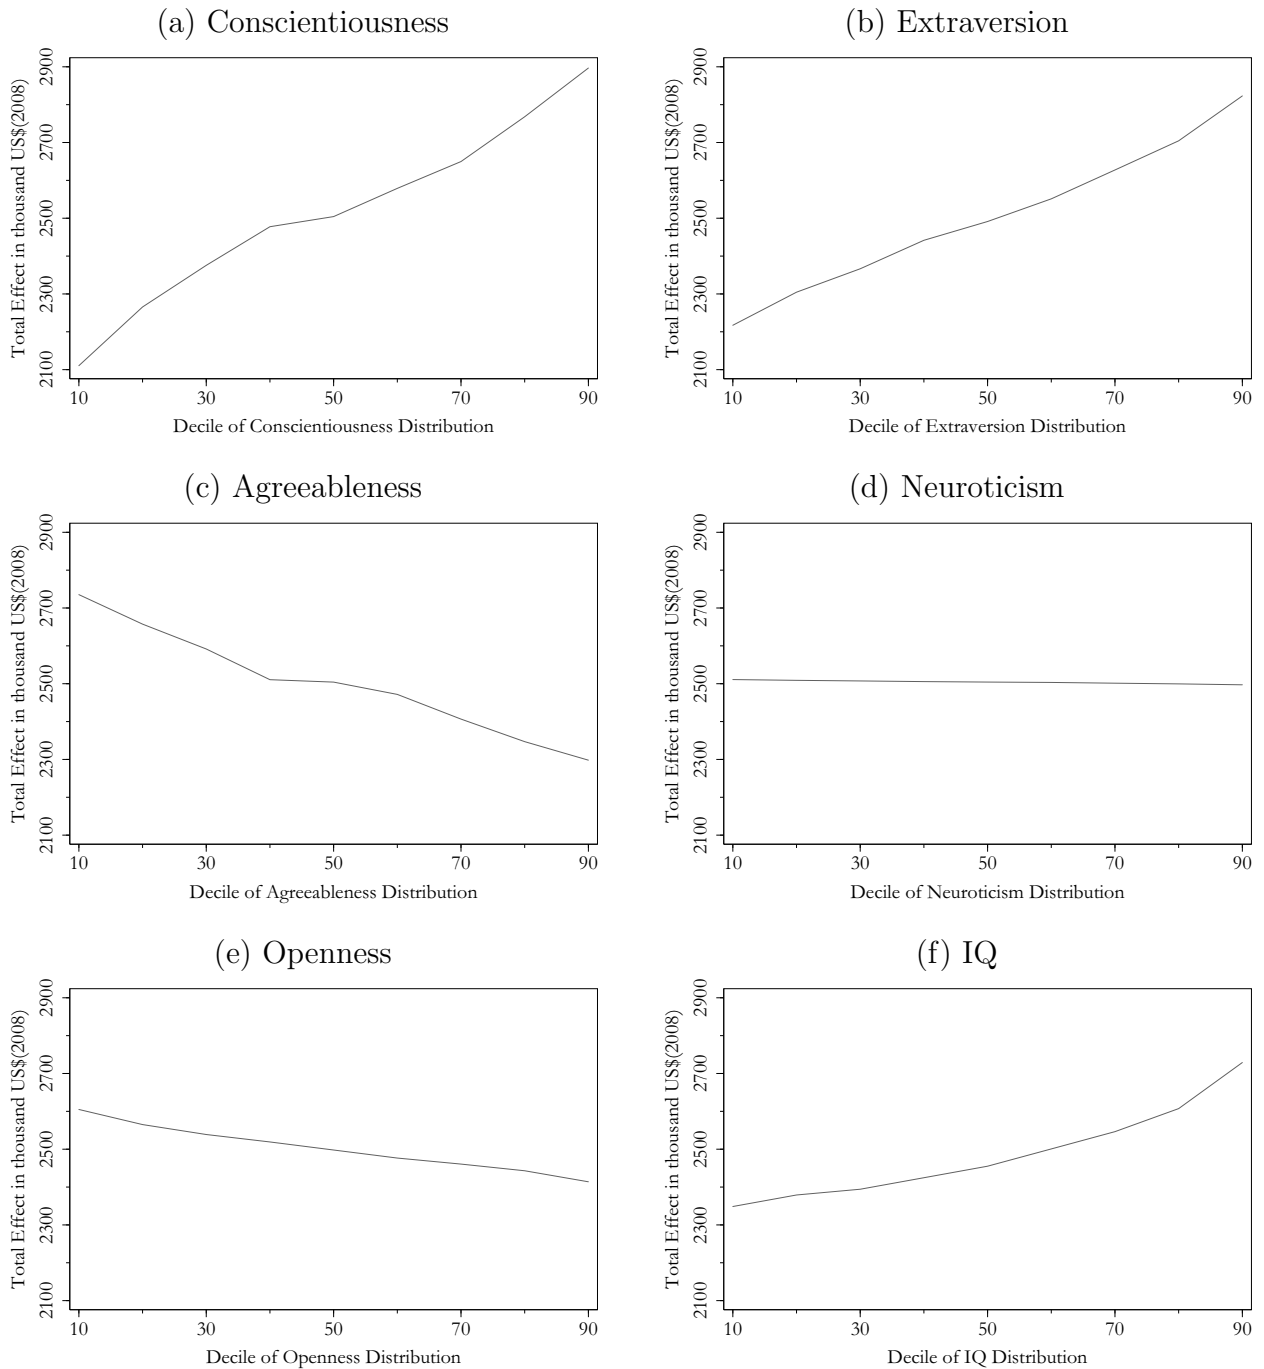 (a) Conscientiousness
Total Effect in thousand US$(2008)
2900
2700
2500
2300
2100
10 30 50 70 90
Decile of Conscientiousness Distribution
(b) Extraversion
Total Effect in thousand US$(2008)
2900
2700
2500
2300
2100
10 30 50 70 90
Decile of Extraversion Distribution
(c) Agreeableness
Total Effect in thousand US$(2008)
2900
2700
2500
2300
2100
10 30 50 70 90
Decile of Agreeableness Distribution
(d) Neuroticism
Total Effect in thousand US$(2008)
2900
2700
2500
2300
2100
10 30 50 70 90
Decile of Neuroticism Distribution
(e) Openness
Total Effect in thousand US$(2008)
2900
2700
2500
2300
2100
10 30 50 70 90
Decile of Openness Distribution
(f) IQ
Total Effect in thousand US$(2008)
2900
2700
2500
2300
2100
10 30 50 70 90
Decile of IQ Distribution